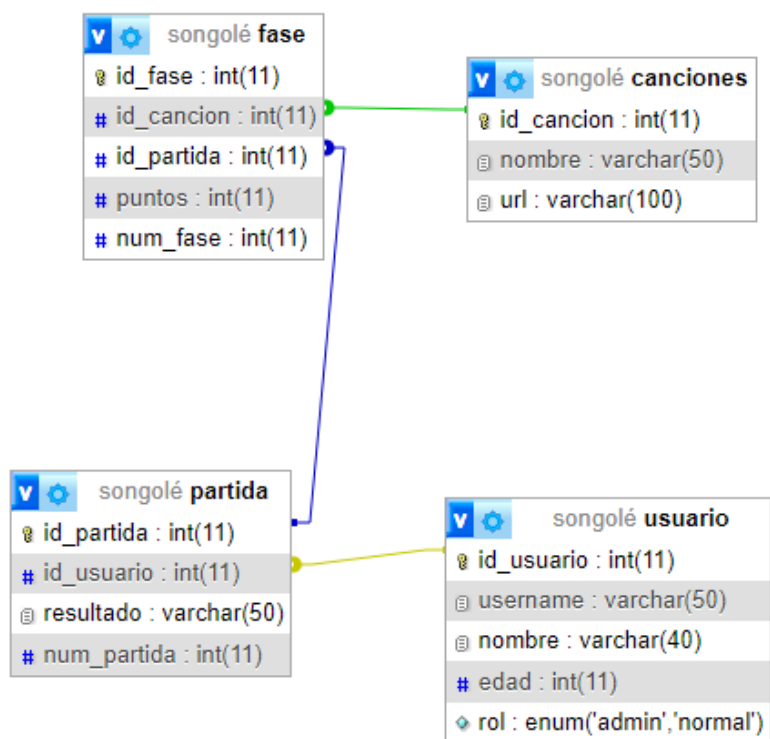 v songolé fase
id_fase : int(11)
# id_cancion : int(11)
# id_partida : int(11)
# puntos : int(11)
# num_fase : int(11)
v songolé canciones
id_cancion : int(11)
nombre : varchar(50)
url : varchar(100)
v songolé partida
id_partida : int(11)
# id_usuario : int(11)
resultado : varchar(50)
# num_partida : int(11)
v songolé usuario
id_usuario : int(11)
username : varchar(50)
nombre : varchar(40)
# edad : int(11)
rol : enum('admin','normal')